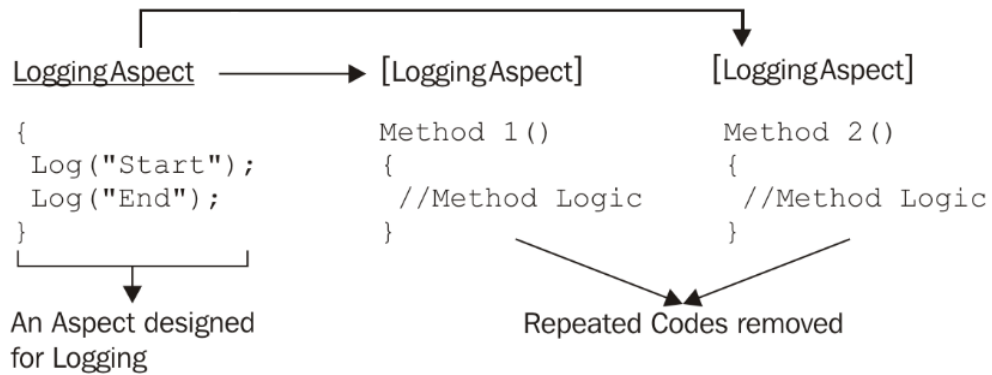 LoggingAspect
{
Log("Start");
Log("End");
}
An Aspect designed
for Logging
[LoggingAspect]
Method 1()
{
//Method Logic
}
[LoggingAspect]
Method 2()
{
//Method Logic
}
Repeated Codes removed